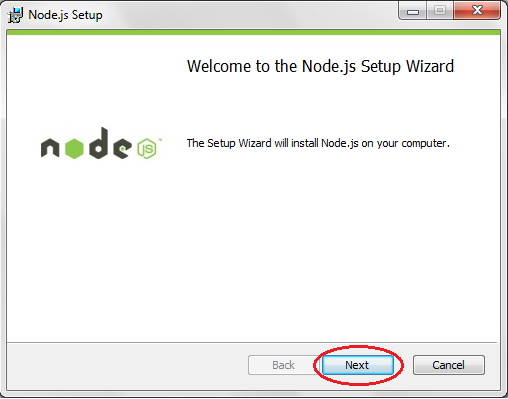 Node.js Setup
Welcome to the Node.js Setup Wizard
node JS™
The Setup Wizard will install Node.js on your computer.
Back
Next
Cancel